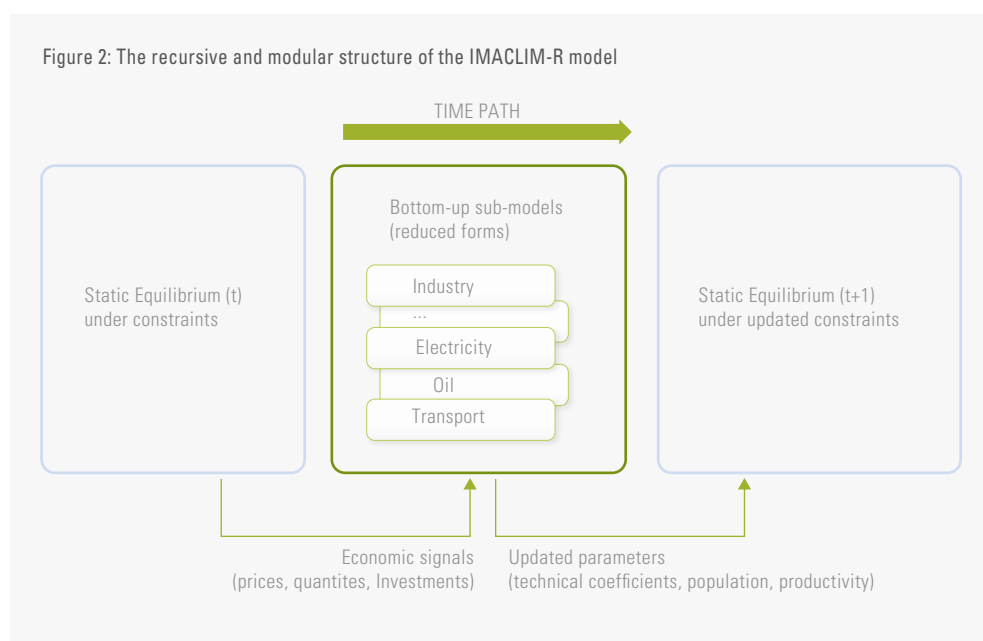 Figure 2: The recursive and modular structure of the IMACLIM-R model
TIME PATH
Static Equilibrium (t)
under constraints
Bottom-up sub-models
(reduced forms)
Industry
...
Electricity
Oil
Transport
Static Equilibrium (t+1)
under updated constraints
Economic signals
(prices, quantites, Investments)
Updated parameters
(technical coefficients, population, productivity)